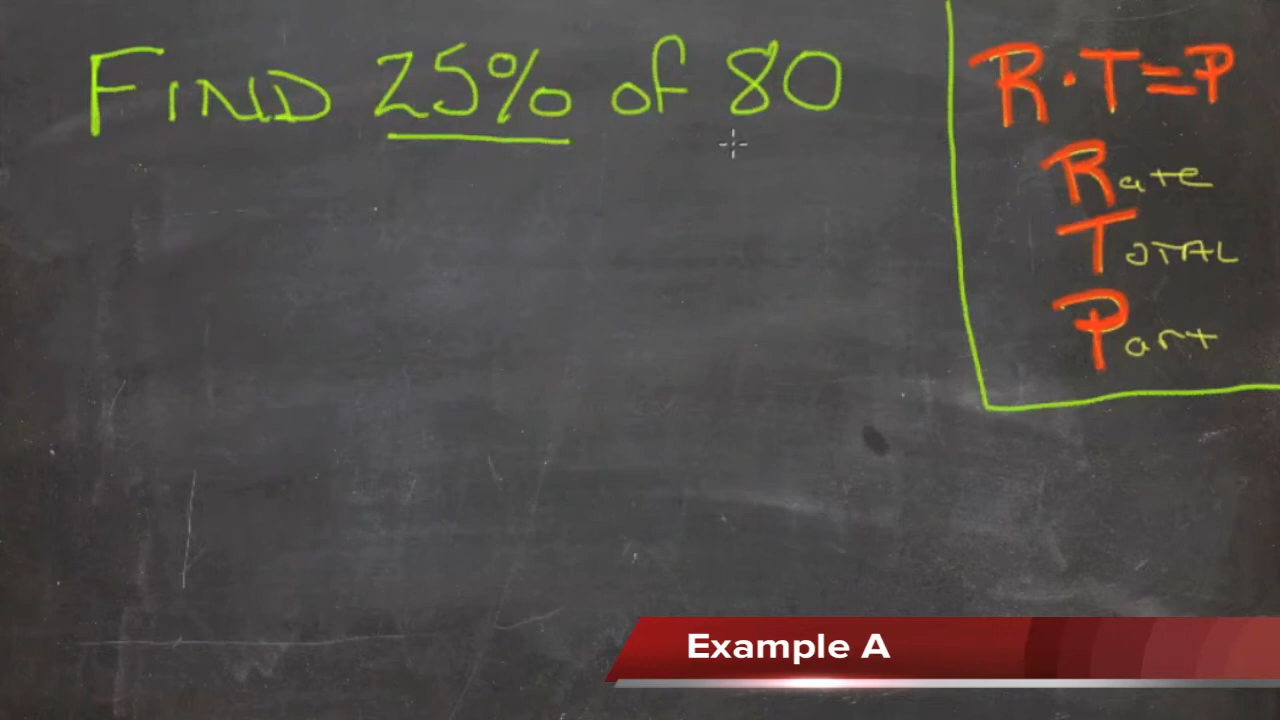 FIND 25% of 80
R·T=P
Rate
TOTAL
Part
Example A